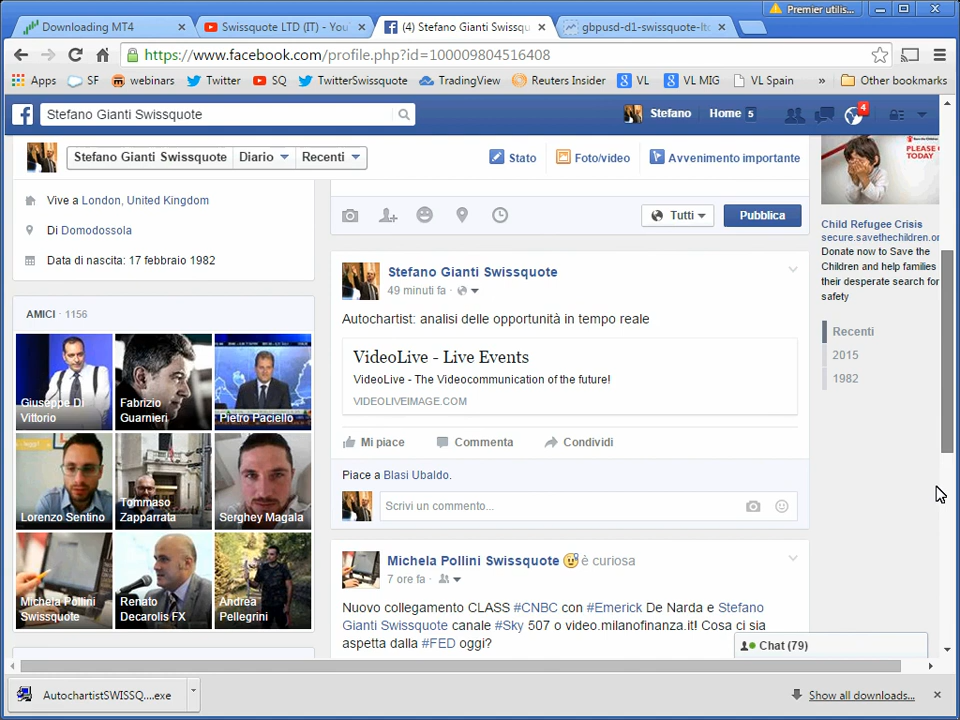 Premier utilis...
Downloading MT4
Swissquote LTD (IT) - You
(4) Stefano Gianti Swissqu
gbpusd-d1-swissquote-ltd
https://www.facebook.com/profile.php?id=100009804516408
Apps SF webinars Twitter SQ TwitterSwissquote TradingView Reuters Insider VL VL MIG VL Spain » Other bookmarks
Stefano Gianti Swissquote
Stefano Home 5 4
Stefano Gianti Swissquote Diario Recenti
Stato Foto/video Avvenimento importante
Vive a London, United Kingdom
Di Domodossola
Data di nascita: 17 febbraio 1982
AMICI · 1156
Giuseppe Di Vittorio
Fabrizio Guarnieri
Pietro Paciello
Lorenzo Sentino
Tommaso Zapparrata
Serghey Magala
Michela Pollini Swissquote
Renato Decarolis FX
Andrea Pellegrini
Tutti Pubblica
Stefano Gianti Swissquote
49 minuti fa ·
Autochartist: analisi delle opportunità in tempo reale
VideoLive - Live Events
VideoLive - The Videocommunication of the future!
VIDEOLIVEIMAGE.COM
Mi piace Commenta Condividi
Piace a Blasi Ubaldo.
Scrivi un commento...
Michela Pollini Swissquote è curiosa
7 ore fa ·
Nuovo collegamento CLASS #CNBC con #Emerick De Narda e Stefano
Gianti Swissquote canale #Sky 507 o video.milanofinanza.it! Cosa ci sia
aspetta dalla #FED oggi?
PLEASE
TODAY
Child Refugee Crisis
secure.savethechildren.or
Donate now to Save the
Children and help families
their desperate search for
safety
Recenti
2015
1982
Chat (79)
AutochartistSWISSQ....exe
Show all downloads...